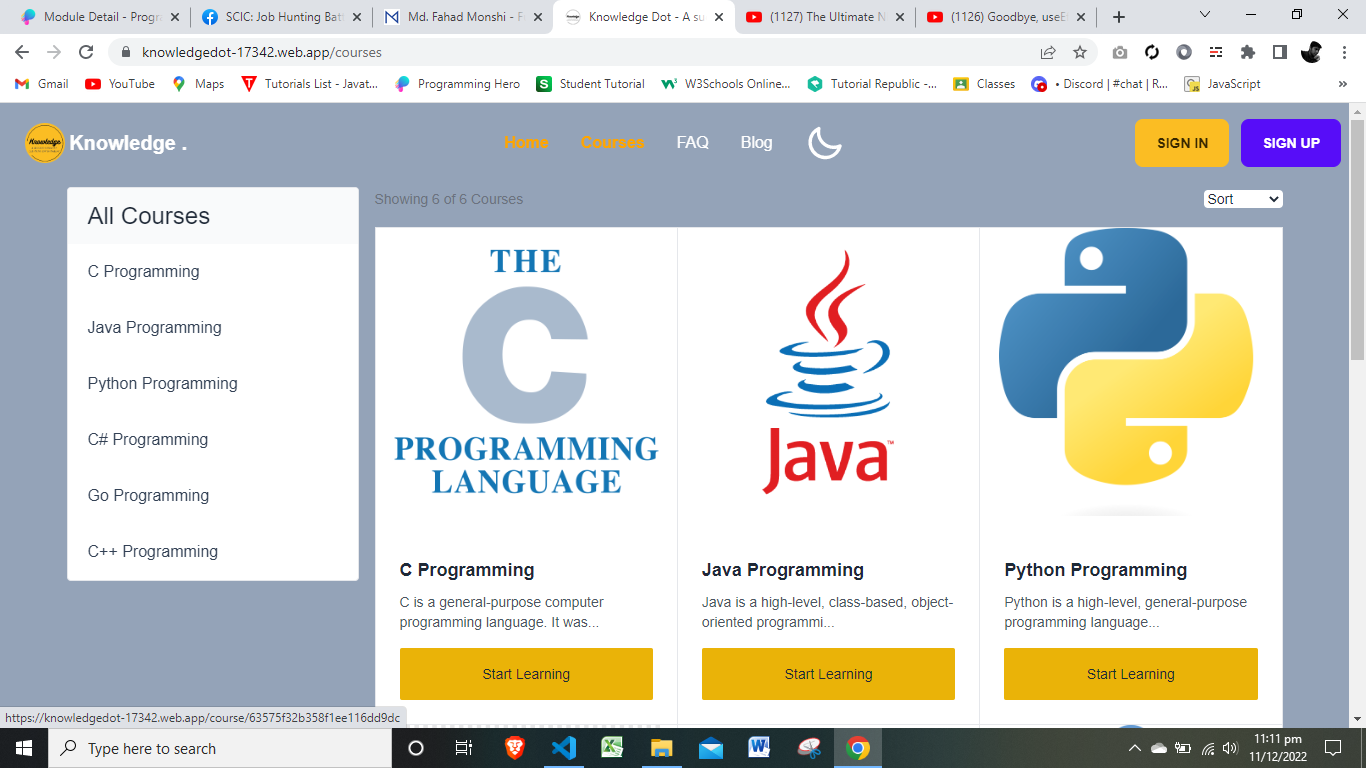 Module Detail - Progra
SCIC: Job Hunting Batt
Md. Fahad Monshi - F
Knowledge Dot - A su
(1127) The Ultimate N
(1126) Goodbye, useE
knowledgedot-17342.web.app/courses
Gmail
YouTube
Maps
Tutorials List - Javat...
Programming Hero
Student Tutorial
W3Schools Online...
Tutorial Republic -...
Classes
• Discord | #chat | R...
JavaScript
»
Knowledge
Knowledge .
Home
Courses
FAQ
Blog
SIGN IN
SIGN UP
All Courses
C Programming
Java Programming
Python Programming
C# Programming
Go Programming
C++ Programming
Showing 6 of 6 Courses
Sort
THE
C
PROGRAMMING
LANGUAGE
Java™
C Programming
C is a general-purpose computer
programming language. It was...
Start Learning
Java Programming
Java is a high-level, class-based, object-
oriented programmi...
Start Learning
Python Programming
Python is a high-level, general-purpose
programming language...
Start Learning
https://knowledgedot-17342.web.app/course/63575f32b358f1ee116dd9dc
Type here to search
11:11 pm
11/12/2022